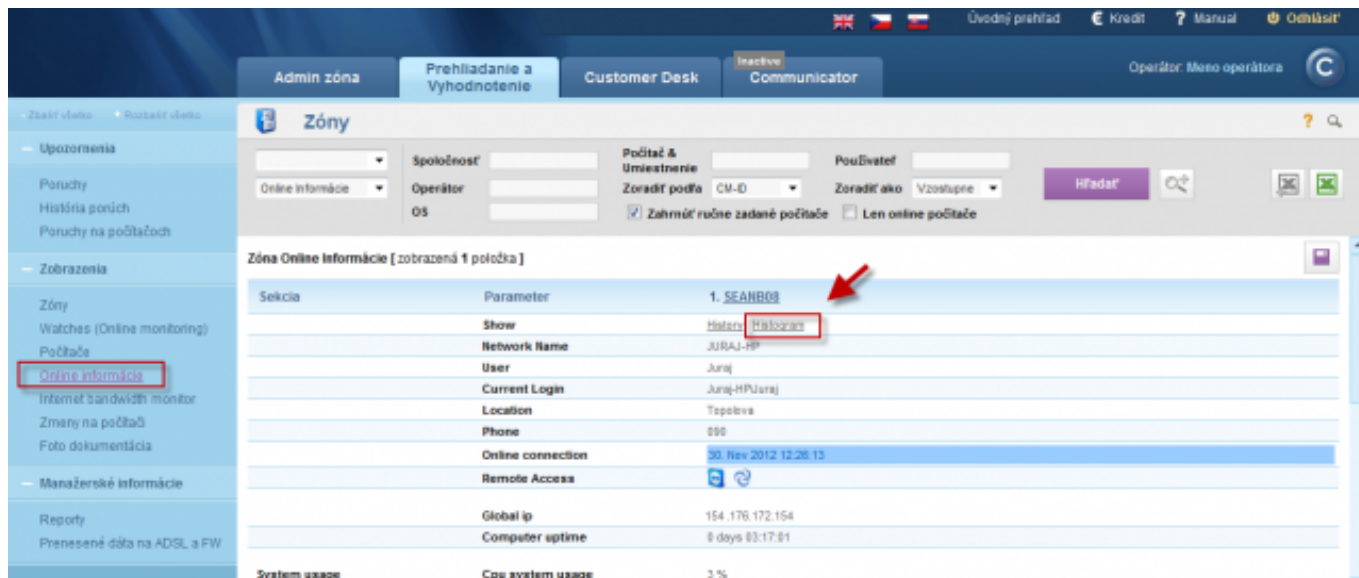 Úvodný prehľad
Kredit
? Manual
Odhlásiť
Admin zóna
Prehliadanie a Vyhodnotenie
Customer Desk
Inactive
Communicator
Operátor: Meno operátora
Zbaliť všetko
Rozbaliť všetko
Upozornenia
Poruchy
História porúch
Poruchy na počítačoch
Zobrazenia
Zóny
Watches (Online monitoring)
Počítače
Online informácie
Internet bandwidth monitor
Zmeny na počítači
Foto dokumentácia
Manažerské informácie
Reporty
Prenesené dáta na ADSL a FW
Zóny
Spoločnosť
Počítač & Umiestnenie
Používateľ
Online Informácie
Operátor
Zoradiť podľa
CM-ID
Zoradiť ako
Vzostupne
Hľadať
OS
Zahrnúť ručne zadané počítače
Len online počítače
Zóna Online Informácie [ zobrazená 1 položka ]
Sekcia Parameter 1. SEANB08
Show History Histogram
Network Name JURAJ-HP
User Juraj
Current Login Juraj-HP\Juraj
Location Topolova
Phone 090
Online connection 30. Nov 2012 12:26:13
Remote Access
Global ip 154.176.172.154
Computer uptime 0 days 03:17:01
System usage Cpu system usage 3 %